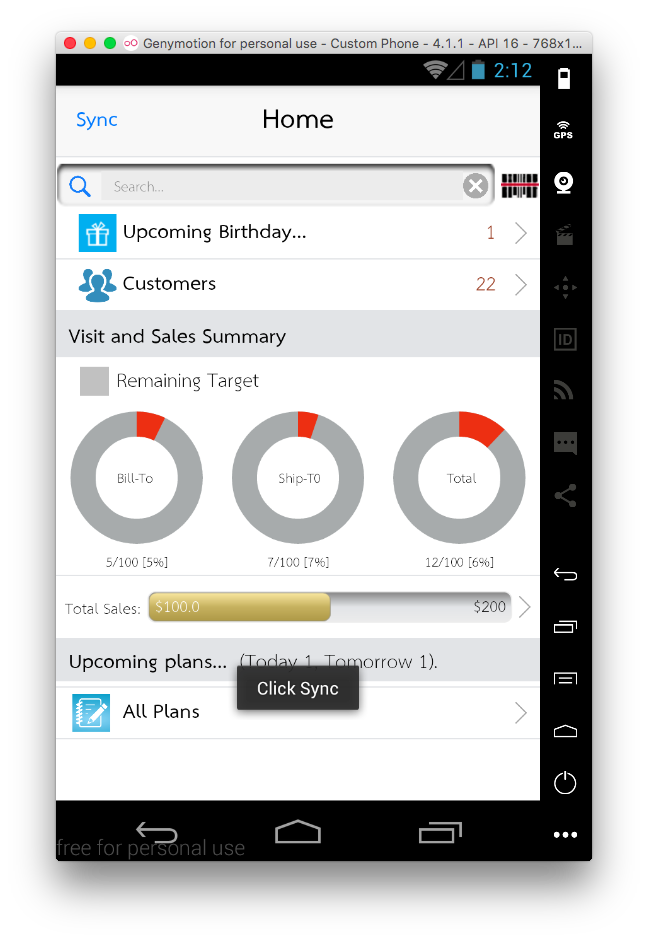 Genymotion for personal use - Custom Phone - 4.1.1 - API 16 - 768x1...
2:12
Sync
Home
GPS
Search...
Upcoming Birthday... 1
Customers 22
Visit and Sales Summary
ID
Remaining Target
Bill-To Ship-T0 Total
5/100 [5%] 7/100 [7%] 12/100 [6%]
Total Sales: $100.0 $200
Upcoming plans... (Today 1, Tomorrow 1).
Click Sync
All Plans
free for personal use